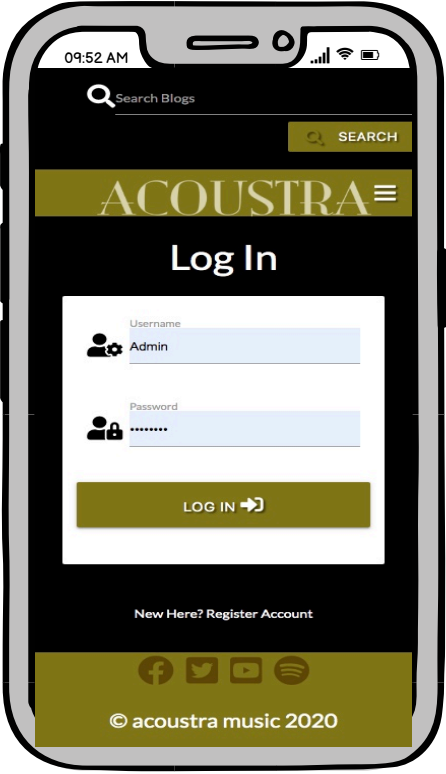 09:52 AM
Search Blogs
SEARCH
ACOUSTRA
Log In
Username
Admin
Password
••••••••
LOG IN
New Here? Register Account
© acoustra music 2020